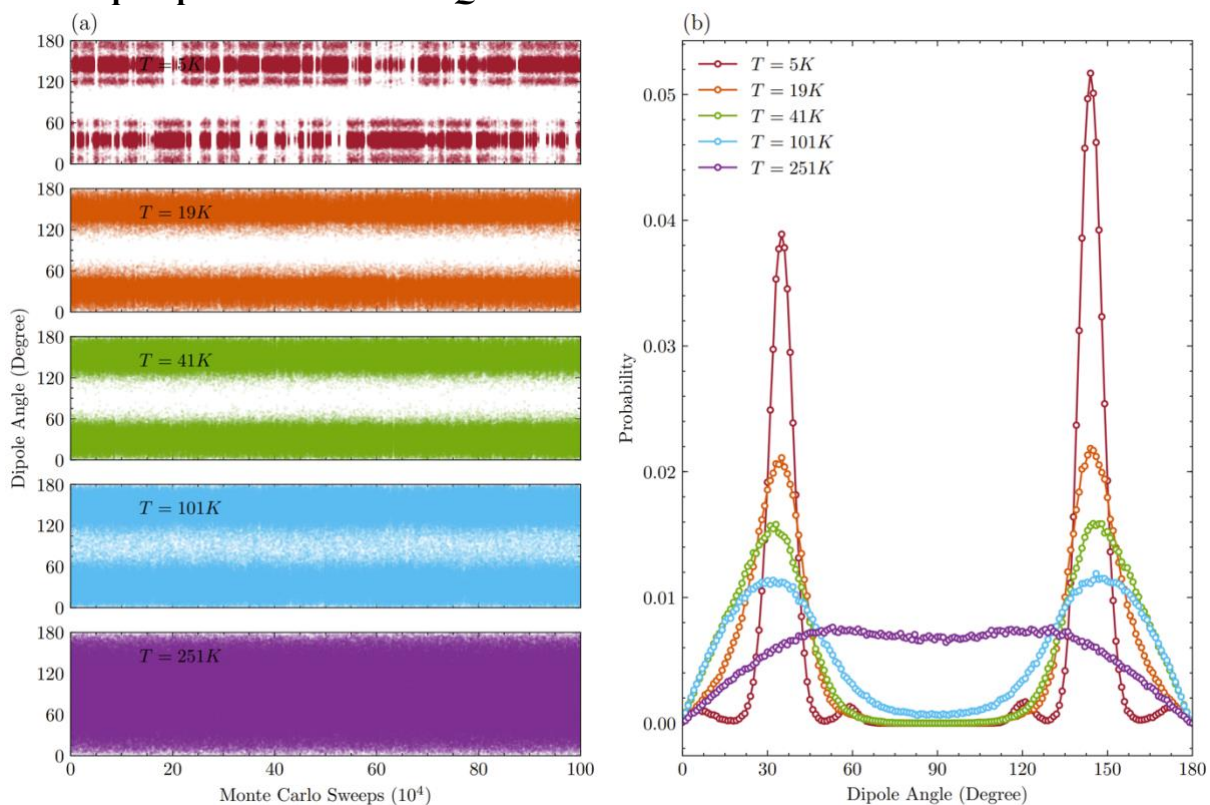 (a)
Dipole Angle (Degree)
180
120
60
0
T = 5K
180
120
60
0
T = 19K
180
120
60
0
T = 41K
180
120
60
0
T = 101K
180
120
60
0
T = 251K
0 20 40 60 80 100
Monte Carlo Sweeps (10⁴)
(b)
T = 5K
T = 19K
T = 41K
T = 101K
T = 251K
Probability
0.05
0.04
0.03
0.02
0.01
0.00
0 30 60 90 120 150 180
Dipole Angle (Degree)